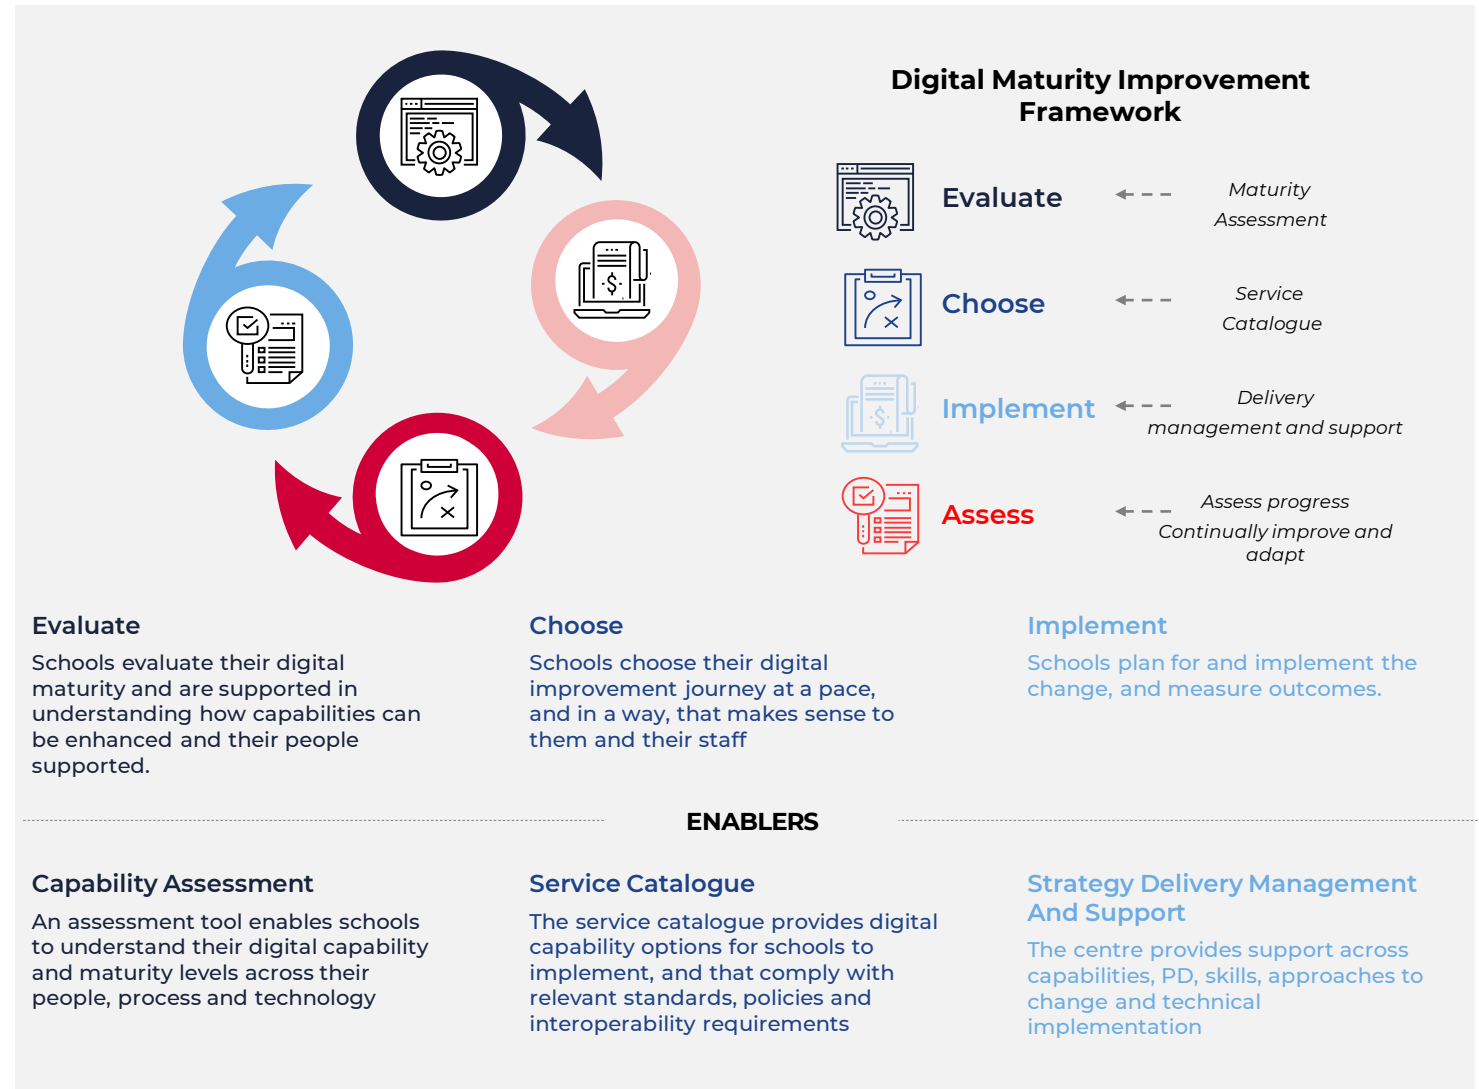 Digital Maturity Improvement
Framework
Evaluate
Maturity
Assessment
Choose
Service
Catalogue
Implement
Delivery
management and support
Assess
Assess progress
Continually improve and
adapt
Evaluate
Schools evaluate their digital
maturity and are supported in
understanding how capabilities can
be enhanced and their people
supported.
Choose
Schools choose their digital
improvement journey at a pace,
and in a way, that makes sense to
them and their staff
Implement
Schools plan for and implement the
change, and measure outcomes.
ENABLERS
Capability Assessment
An assessment tool enables schools
to understand their digital capability
and maturity levels across their
people, process and technology
Service Catalogue
The service catalogue provides digital
capability options for schools to
implement, and that comply with
relevant standards, policies and
interoperability requirements
Strategy Delivery Management
And Support
The centre provides support across
capabilities, PD, skills, approaches to
change and technical
implementation